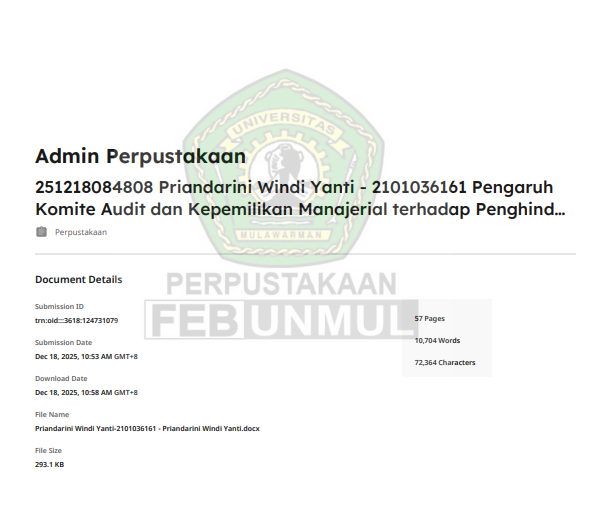 UNIVERSITAS
MULAWARMAN
Admin Perpustakaan
251218084808 Priandarini Windi Yanti - 2101036161 Pengaruh
Komite Audit dan Kepemilikan Manajerial terhadap Penghind...
Perpustakaan
PERPUSTAKAAN
FEB UNMUL
Document Details
Submission ID
trn:oid:::3618:124731079
Submission Date
Dec 18, 2025, 10:53 AM GMT+8
Download Date
Dec 18, 2025, 10:58 AM GMT+8
File Name
Priandarini Windi Yanti-2101036161 - Priandarini Windi Yanti.docx
File Size
293.1 KB
57 Pages
10,704 Words
72,364 Characters